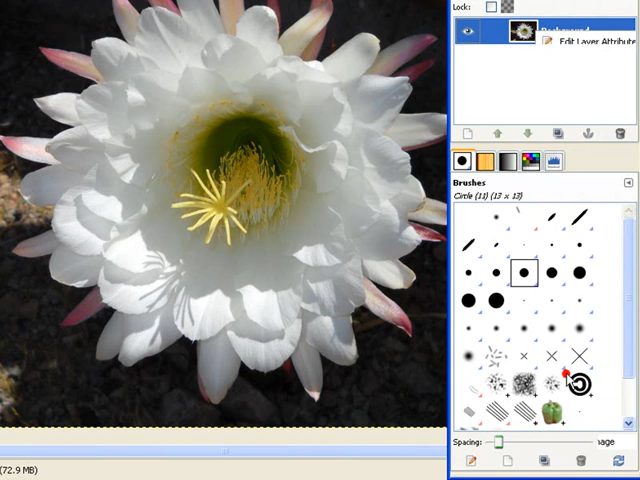 Lock:
Edit Layer Attribute
Brushes
Circle (11) (13 x 13)
Spacing:
(72.9 MB)